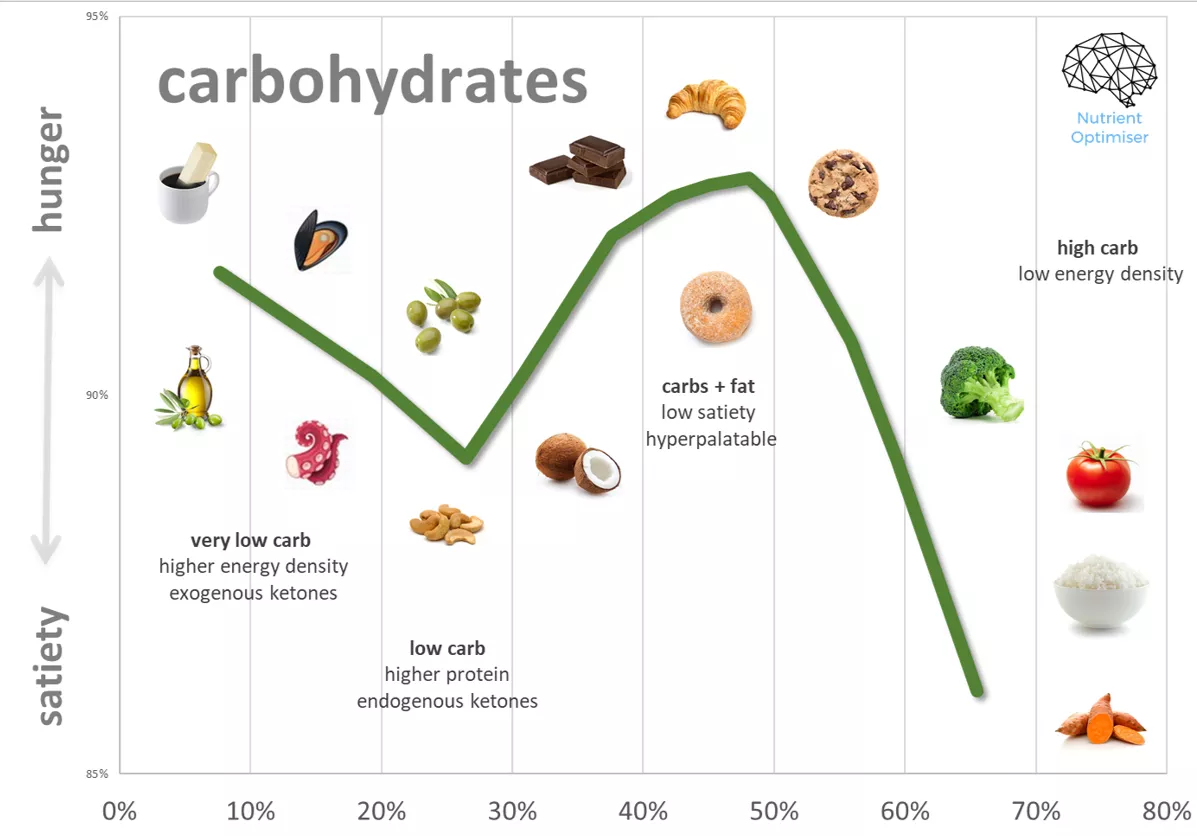 95%
carbohydrates
Nutrient
Optimiser
hunger
high carb
low energy density
carbs + fat
low satiety
hyperpalatable
90%
very low carb
higher energy density
exogenous ketones
low carb
higher protein
endogenous ketones
satiety
85%
0% 10% 20% 30% 40% 50% 60% 70% 80%